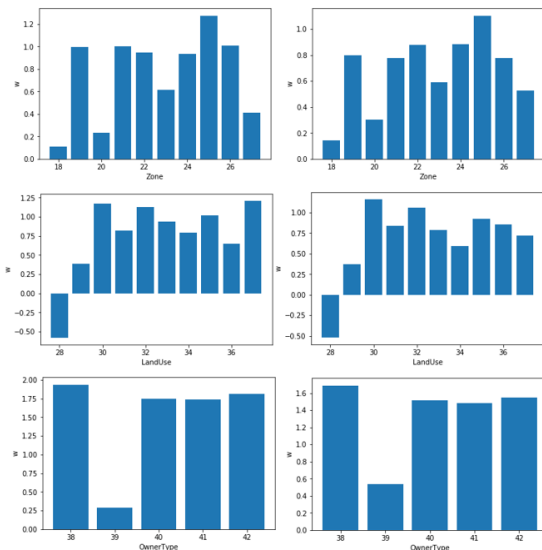 1.2
1.0
0.8
0.6
0.4
0.2
0.0
w
18 20 22 24 26
Zone
1.0
0.8
0.6
0.4
0.2
0.0
w
18 20 22 24 26
Zone
1.25
1.00
0.75
0.50
0.25
0.00
−0.25
−0.50
w
28 30 32 34 36
LandUse
1.00
0.75
0.50
0.25
0.00
−0.25
−0.50
w
28 30 32 34 36
LandUse
2.00
1.75
1.50
1.25
1.00
0.75
0.50
0.25
0.00
w
38 39 40 41 42
OwnerType
1.6
1.4
1.2
1.0
0.8
0.6
0.4
0.2
0.0
w
38 39 40 41 42
OwnerType